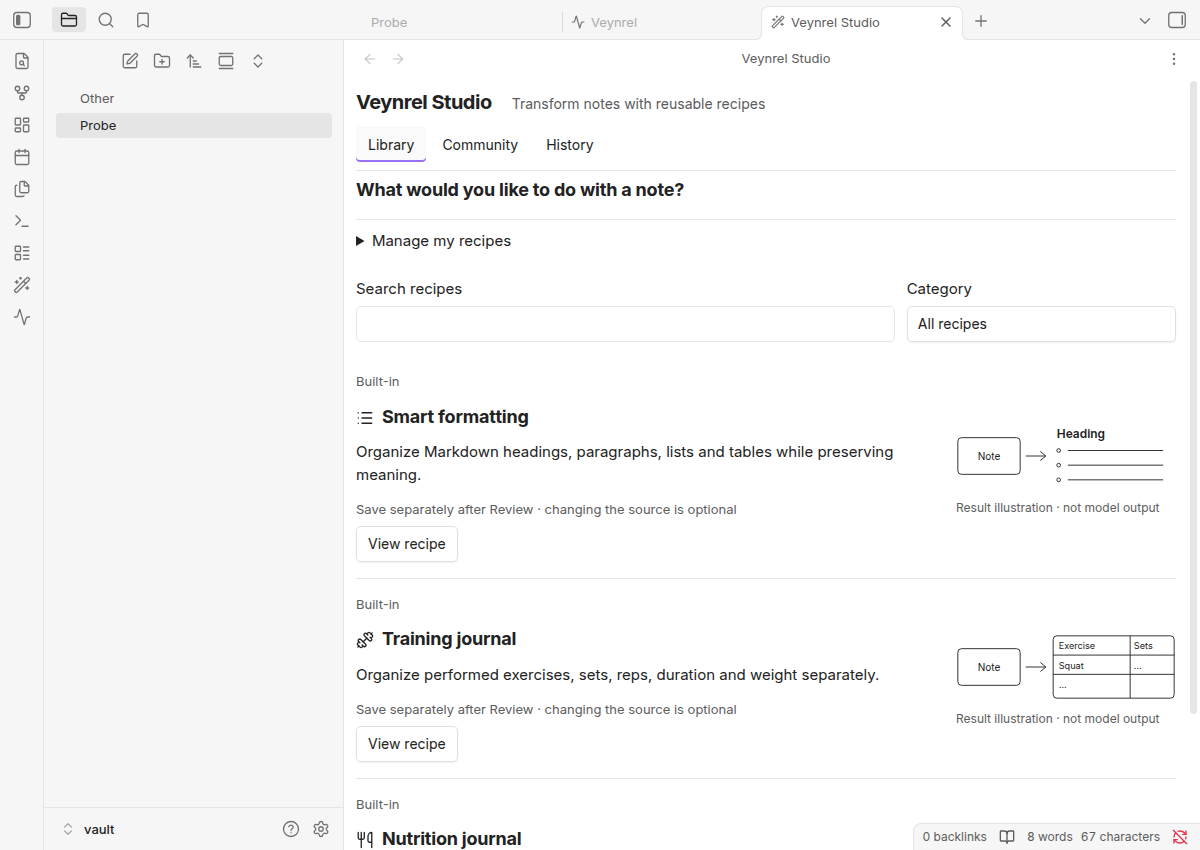 Probe
Veynrel
Veynrel Studio
Veynrel Studio
Other
Probe
Veynrel Studio
Transform notes with reusable recipes
Library
Community
History
What would you like to do with a note?
Manage my recipes
Search recipes
Category
All recipes
Built-in
Smart formatting
Organize Markdown headings, paragraphs, lists and tables while preserving
meaning.
Save separately after Review · changing the source is optional
View recipe
Note
Heading
Result illustration · not model output
Built-in
Training journal
Organize performed exercises, sets, reps, duration and weight separately.
Save separately after Review · changing the source is optional
View recipe
Note
Exercise
Sets
Squat
...
...
Result illustration · not model output
Built-in
Nutrition journal
vault
0 backlinks
8 words
67 characters